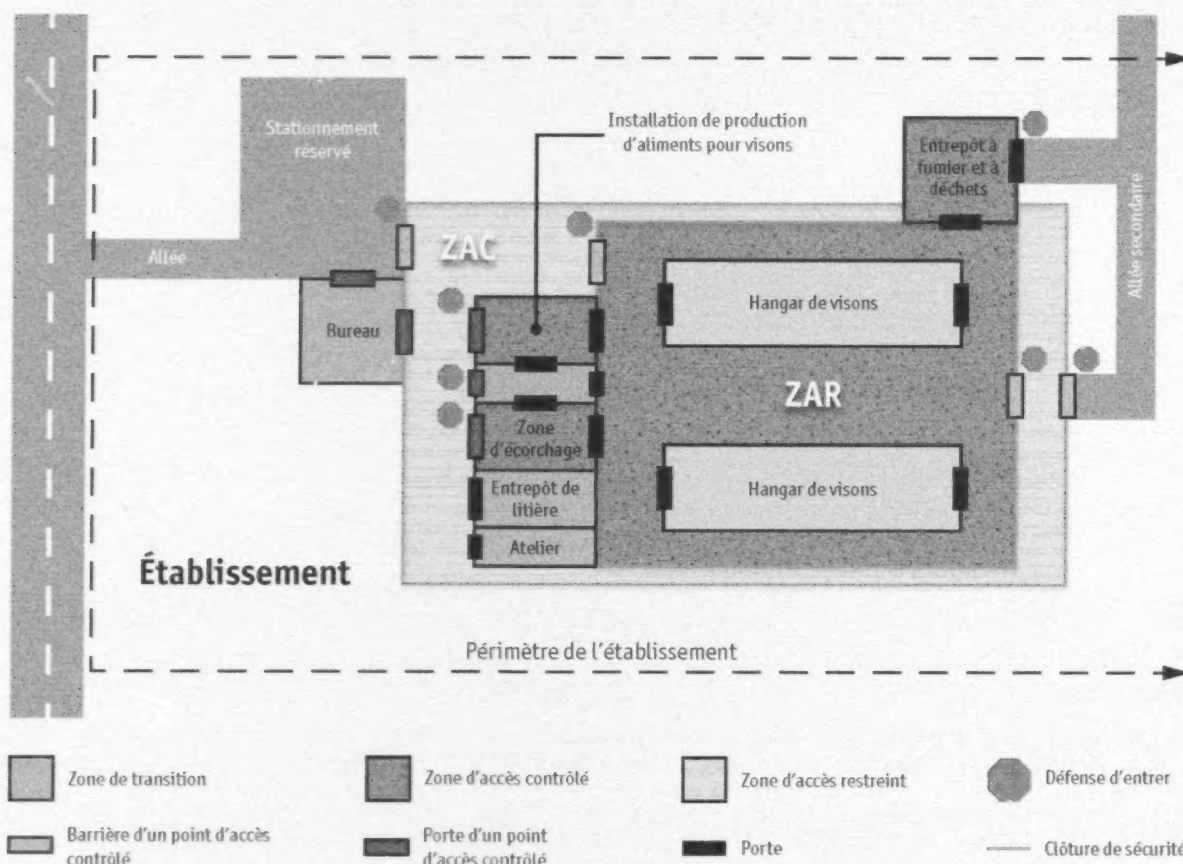 Stationnement
réservé
Installation de production
d'aliments pour visons
Entrepôt à
fumier et à
déchets
Allée secondaire
Allée
ZAC
Bureau
Hangar de visons
ZAR
Zone
d'écorchage
Hangar de visons
Entrepôt de
litière
Atelier
Établissement
Périmètre de l'établissement
Zone de transition
Zone d'accès contrôlé
Zone d'accès restreint
Défense d'entrer
Barrière d'un point d'accès
contrôlé
Porte d'un point
d'accès contrôlé
Porte
Clôture de sécurité